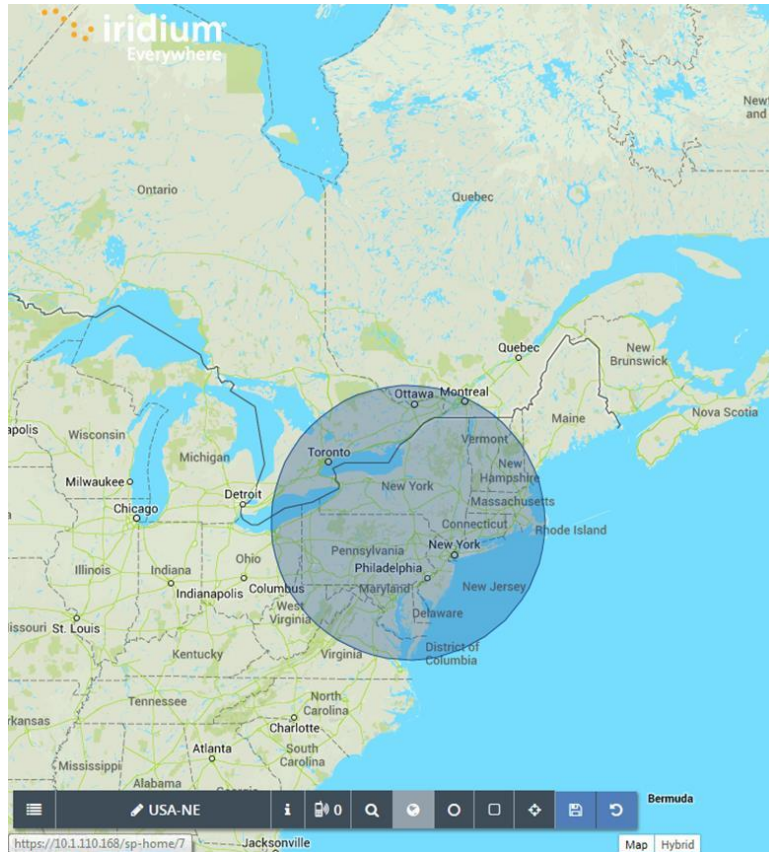 iridium
Everywhere
Newf
and
Ontario
Quebec
Quebec
New
Brunswick
Ottawa
Montreal
Maine
Nova Scotia
apolis
Wisconsin
Michigan
Toronto
Vermont
New
Hampshire
Milwaukee
Detroit
New York
Massachusetts
Chicago
Connecticut
Rhode Island
Ohio
Pennsylvania
New York
Illinois
Indiana
Philadelphia
Indianapolis
Columbus
Maryland
New Jersey
West
Virginia
Delaware
issouri
St. Louis
Kentucky
Virginia
District of
Columbia
Tennessee
North
Carolina
rkansas
Charlotte
Atlanta
South
Carolina
Mississippi
Alabama
Georgia
USA-NE
i
0
Bermuda
https://10.1.110.168/sp-home/7
Jacksonville
Map
Hybrid